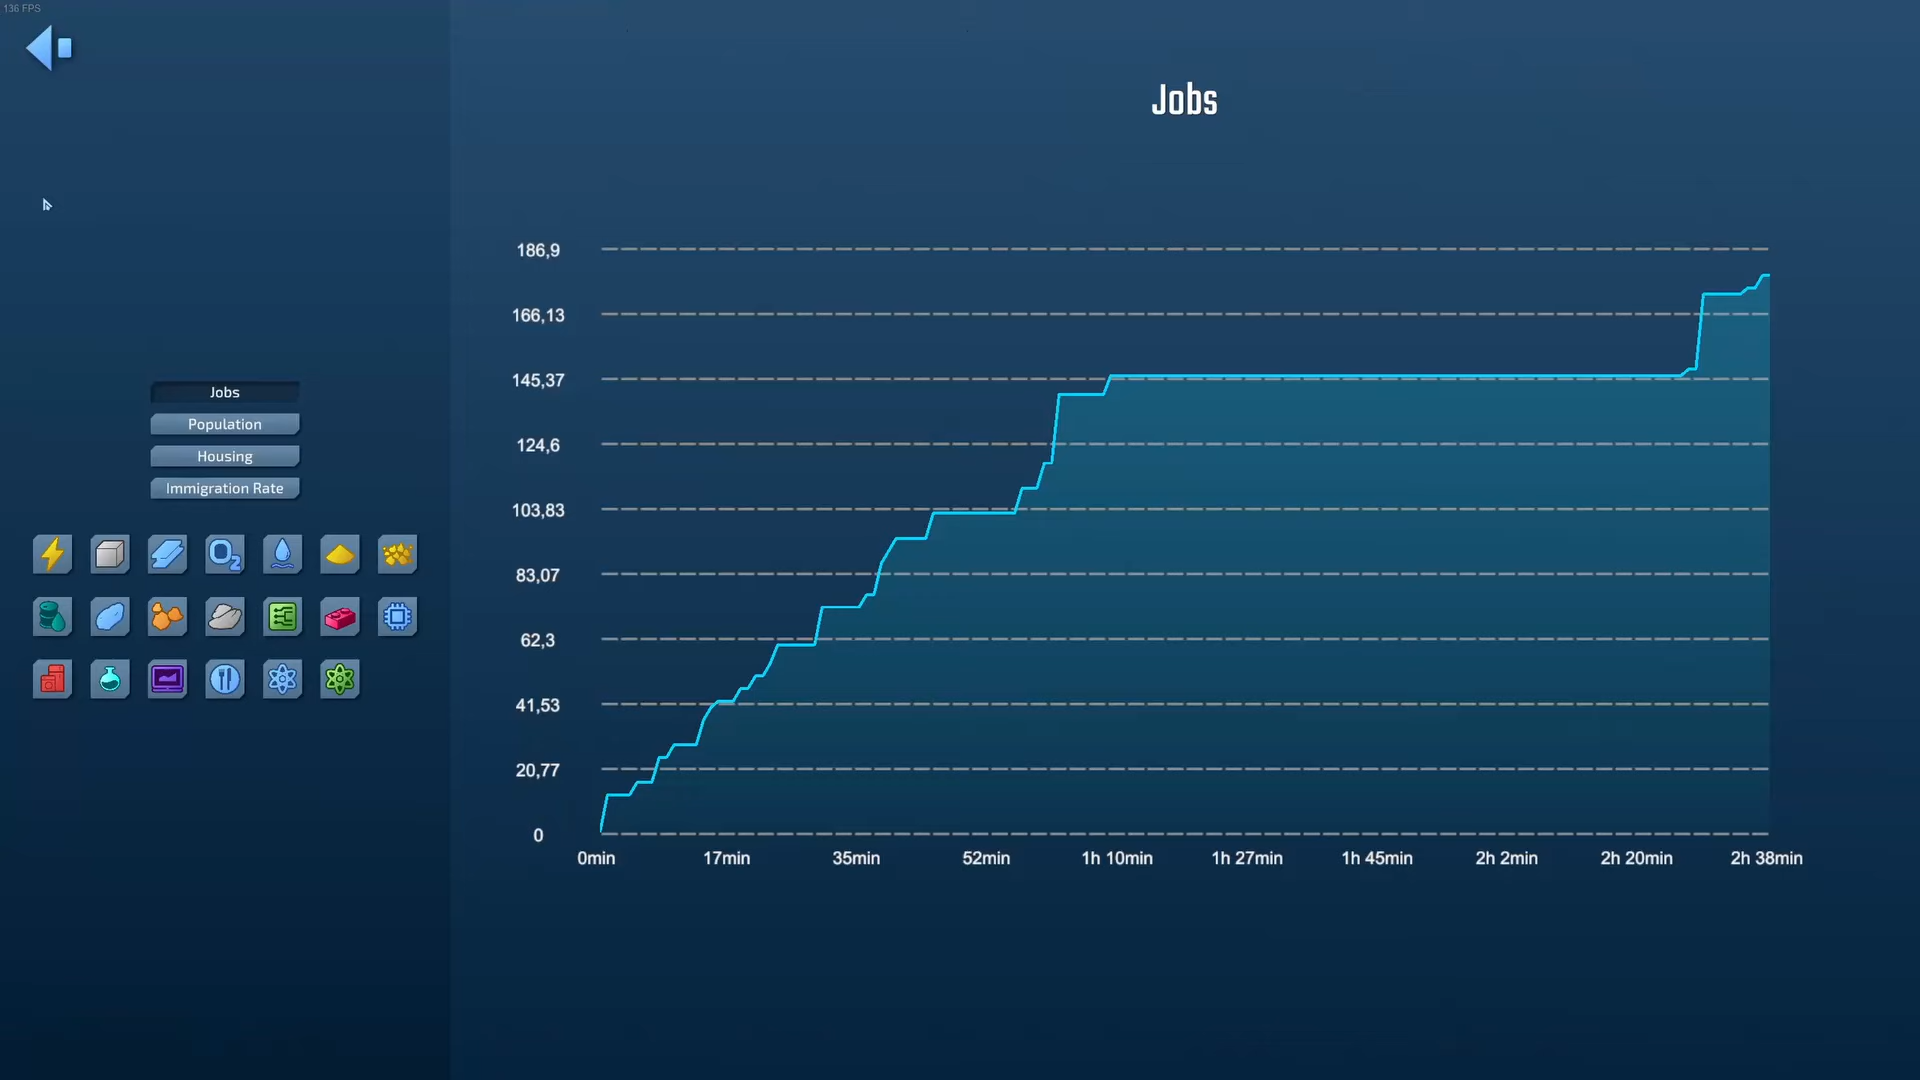 136 FPS
Jobs
186,9
166,13
145,37
124,6
103,83
83,07
62,3
41,53
20,77
0
0min 17min 35min 52min 1h 10min 1h 27min 1h 45min 2h 2min 2h 20min 2h 38min
Jobs
Population
Housing
Immigration Rate
O2